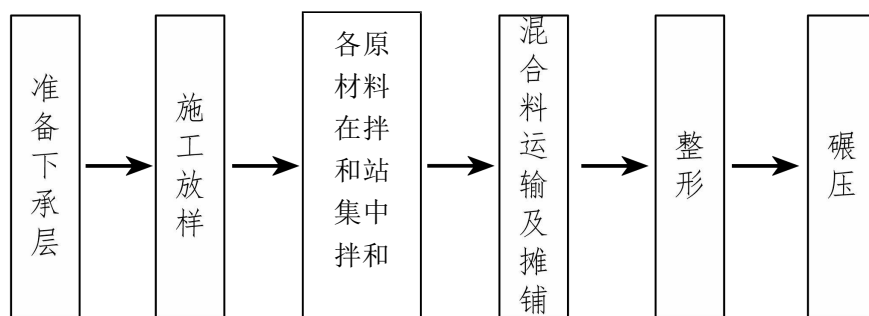 准备下承层
施工放样
各原
材料
在拌
和站
集中
拌和
混合料运输及摊铺
整形
碾压